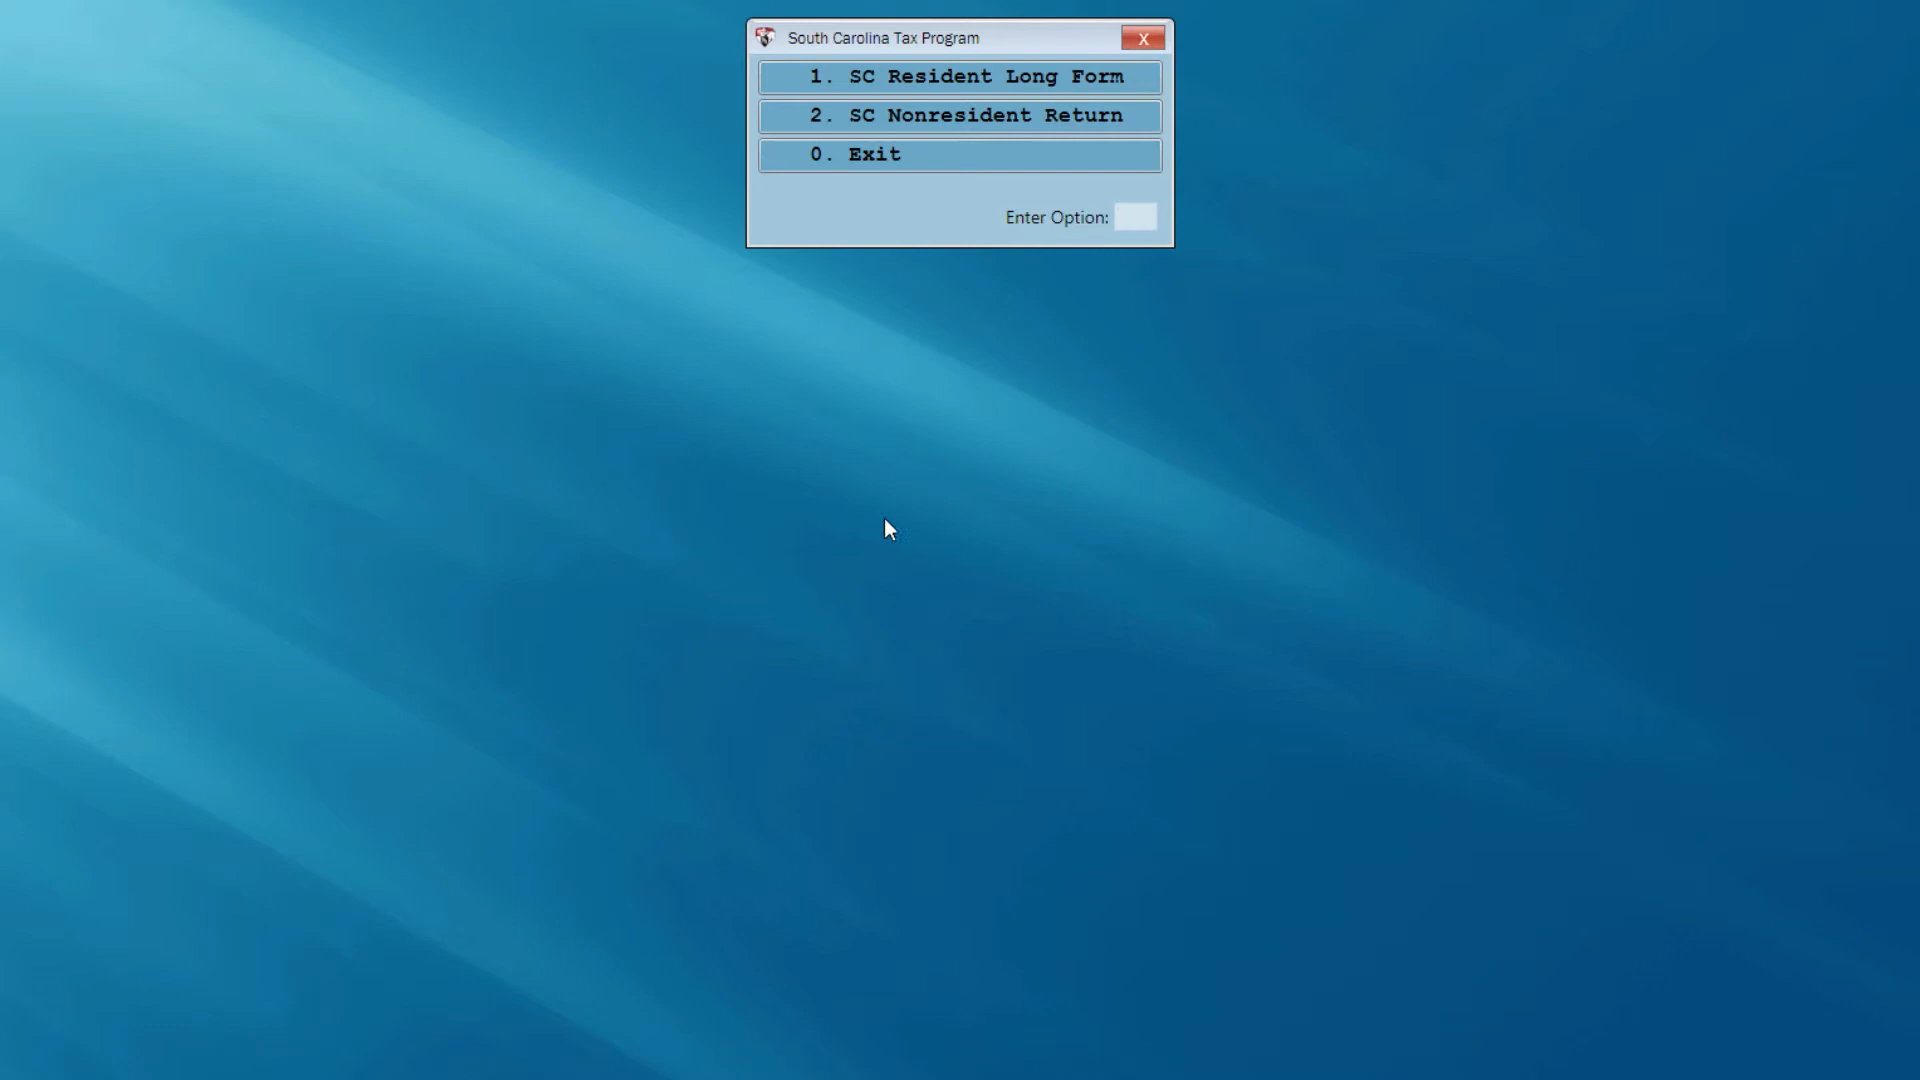 South Carolina Tax Program
X
1. SC Resident Long Form
2. SC Nonresident Return
0. Exit
Enter Option: